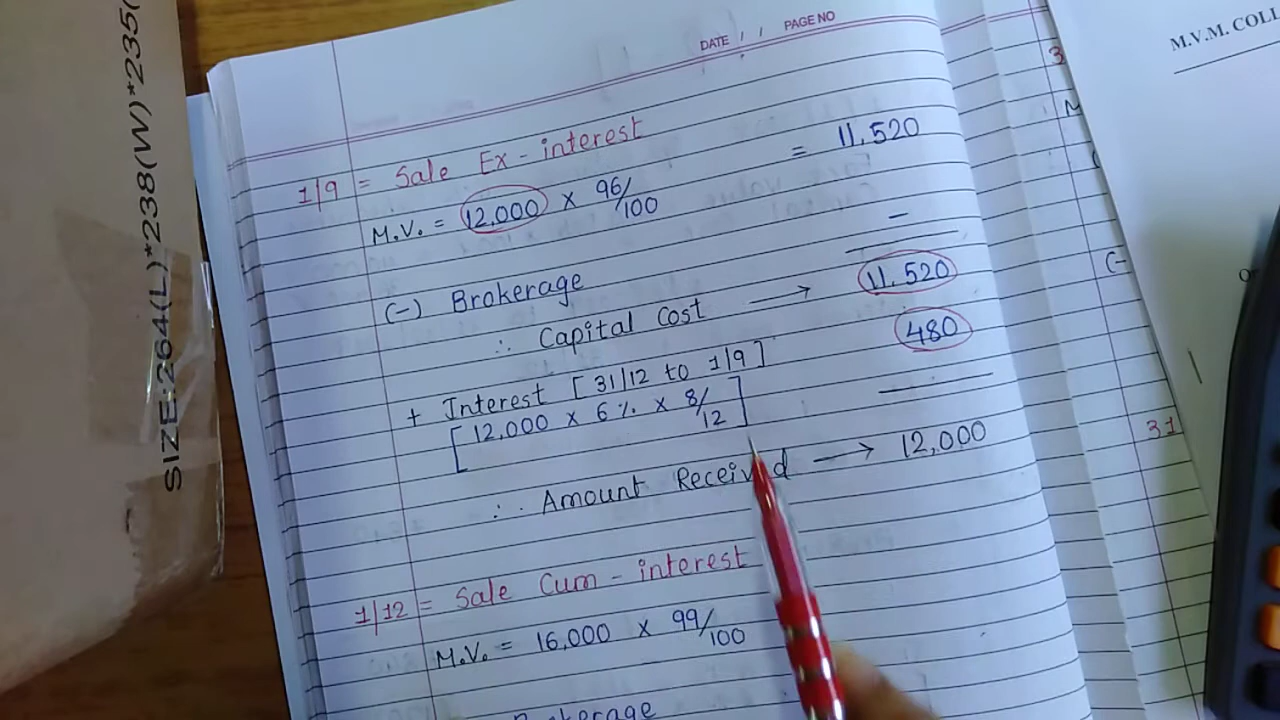 SIZE:264(L)*238(W)*235(
DATE / / PAGE NO
M.V.M. COLL
1/9 = Sale Ex-interest
M.V. = 12,000 x 96/100 = 11,520
(-) Brokerage -
∴ Capital Cost → 11,520
+ Interest [31/12 to 1/9] 480
[12,000 x 6% x 8/12]
∴ Amount Received → 12,000
1/12 = Sale Cum-interest
M.V. = 16,000 x 99/100
3
M
(-
31